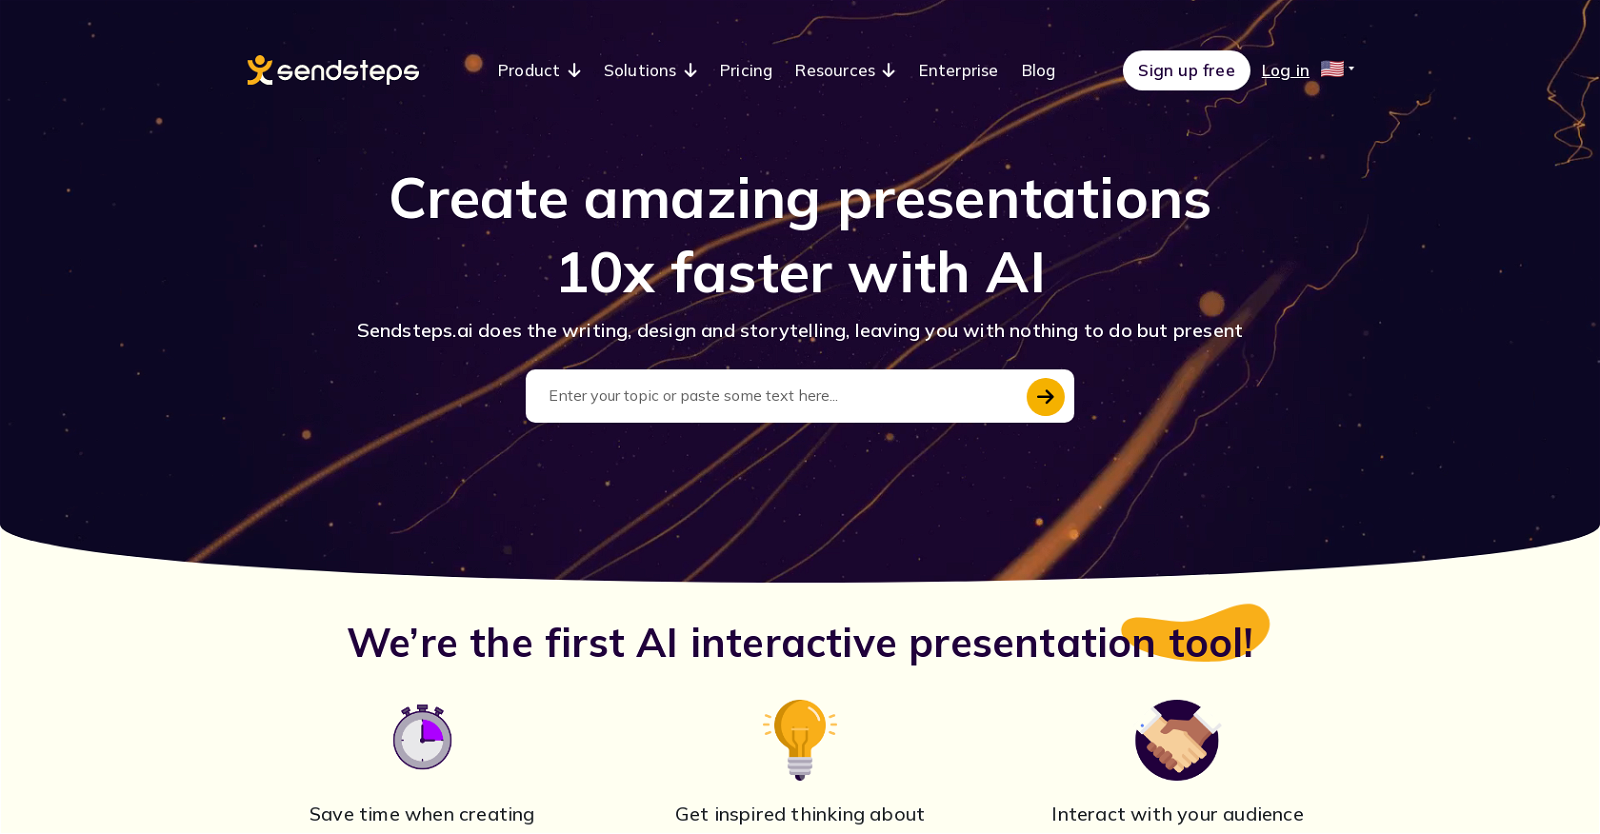 sendsteps
Product
Solutions
Pricing
Resources
Enterprise
Blog
Sign up free
Log in
Create amazing presentations
10x faster with AI
Sendsteps.ai does the writing, design and storytelling, leaving you with nothing to do but present
Enter your topic or paste some text here...
We’re the first AI interactive presentation tool!
Save time when creating
Get inspired thinking about
Interact with your audience